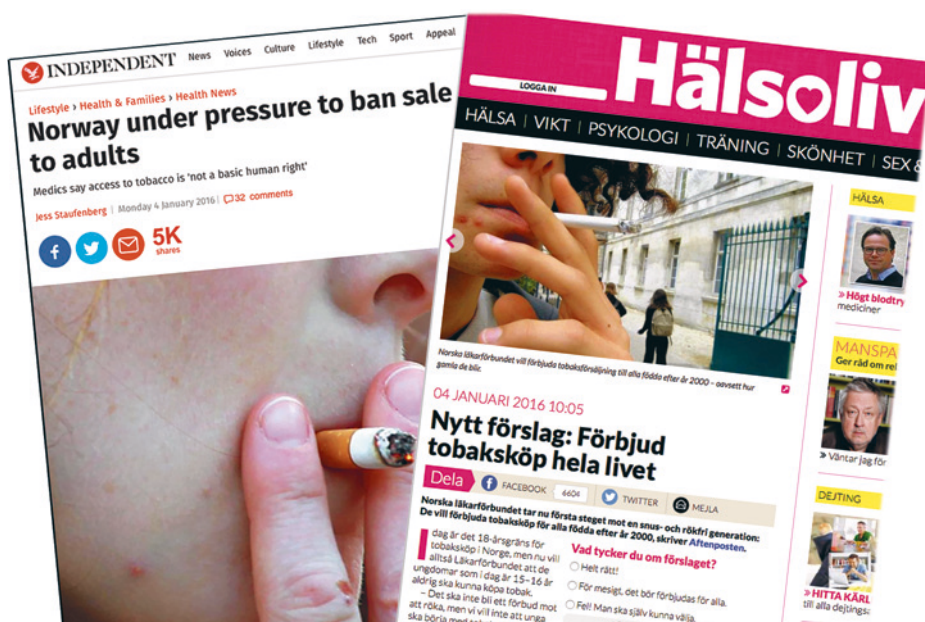 INDEPENDENT
News Voices Culture Lifestyle Tech Sport Appeal
Lifestyle › Health & Families › Health News
Norway under pressure to ban sale
to adults
Medics say access to tobacco is 'not a basic human right'
Jess Staufenberg | Monday 4 January 2016 | 32 comments
5K
shares
LOGGA IN
Hälsoliv
HÄLSA | VIKT | PSYKOLOGI | TRÄNING | SKÖNHET | SEX &
Norska läkarförbundet vill förbjuda tobaksförsäljning till alla födda efter år 2000 – oavsett hur
gamla de blir.
04 JANUARI 2016 10:05
Nytt förslag: Förbjud
tobaksköp hela livet
Dela FACEBOOK 6604 TWITTER MEJLA
Norska läkarförbundet tar nu första steget mot en snus- och rökfri generation:
De vill förbjuda tobaksköp för alla födda efter år 2000, skriver Aftenposten.
I dag är det 18-årsgräns för
tobaksköp i Norge, men nu vill
alltså Läkarförbundet att de
ungdomar som i dag är 15–16 år
aldrig ska kunna köpa tobak.
– Det ska inte bli ett förbud mot
att röka, men vi vill inte att unga
ska börja med
Vad tycker du om förslaget?
Helt rätt!
För mesigt, det bör förbjudas för alla.
Fel! Man ska själv kunna välja.
HÄLSA
» Högt blodtry
mediciner
MANSPA
Ger råd om rel
» Väntar jag för
DEJTING
» HITTA KÄRL
till alla dejtings